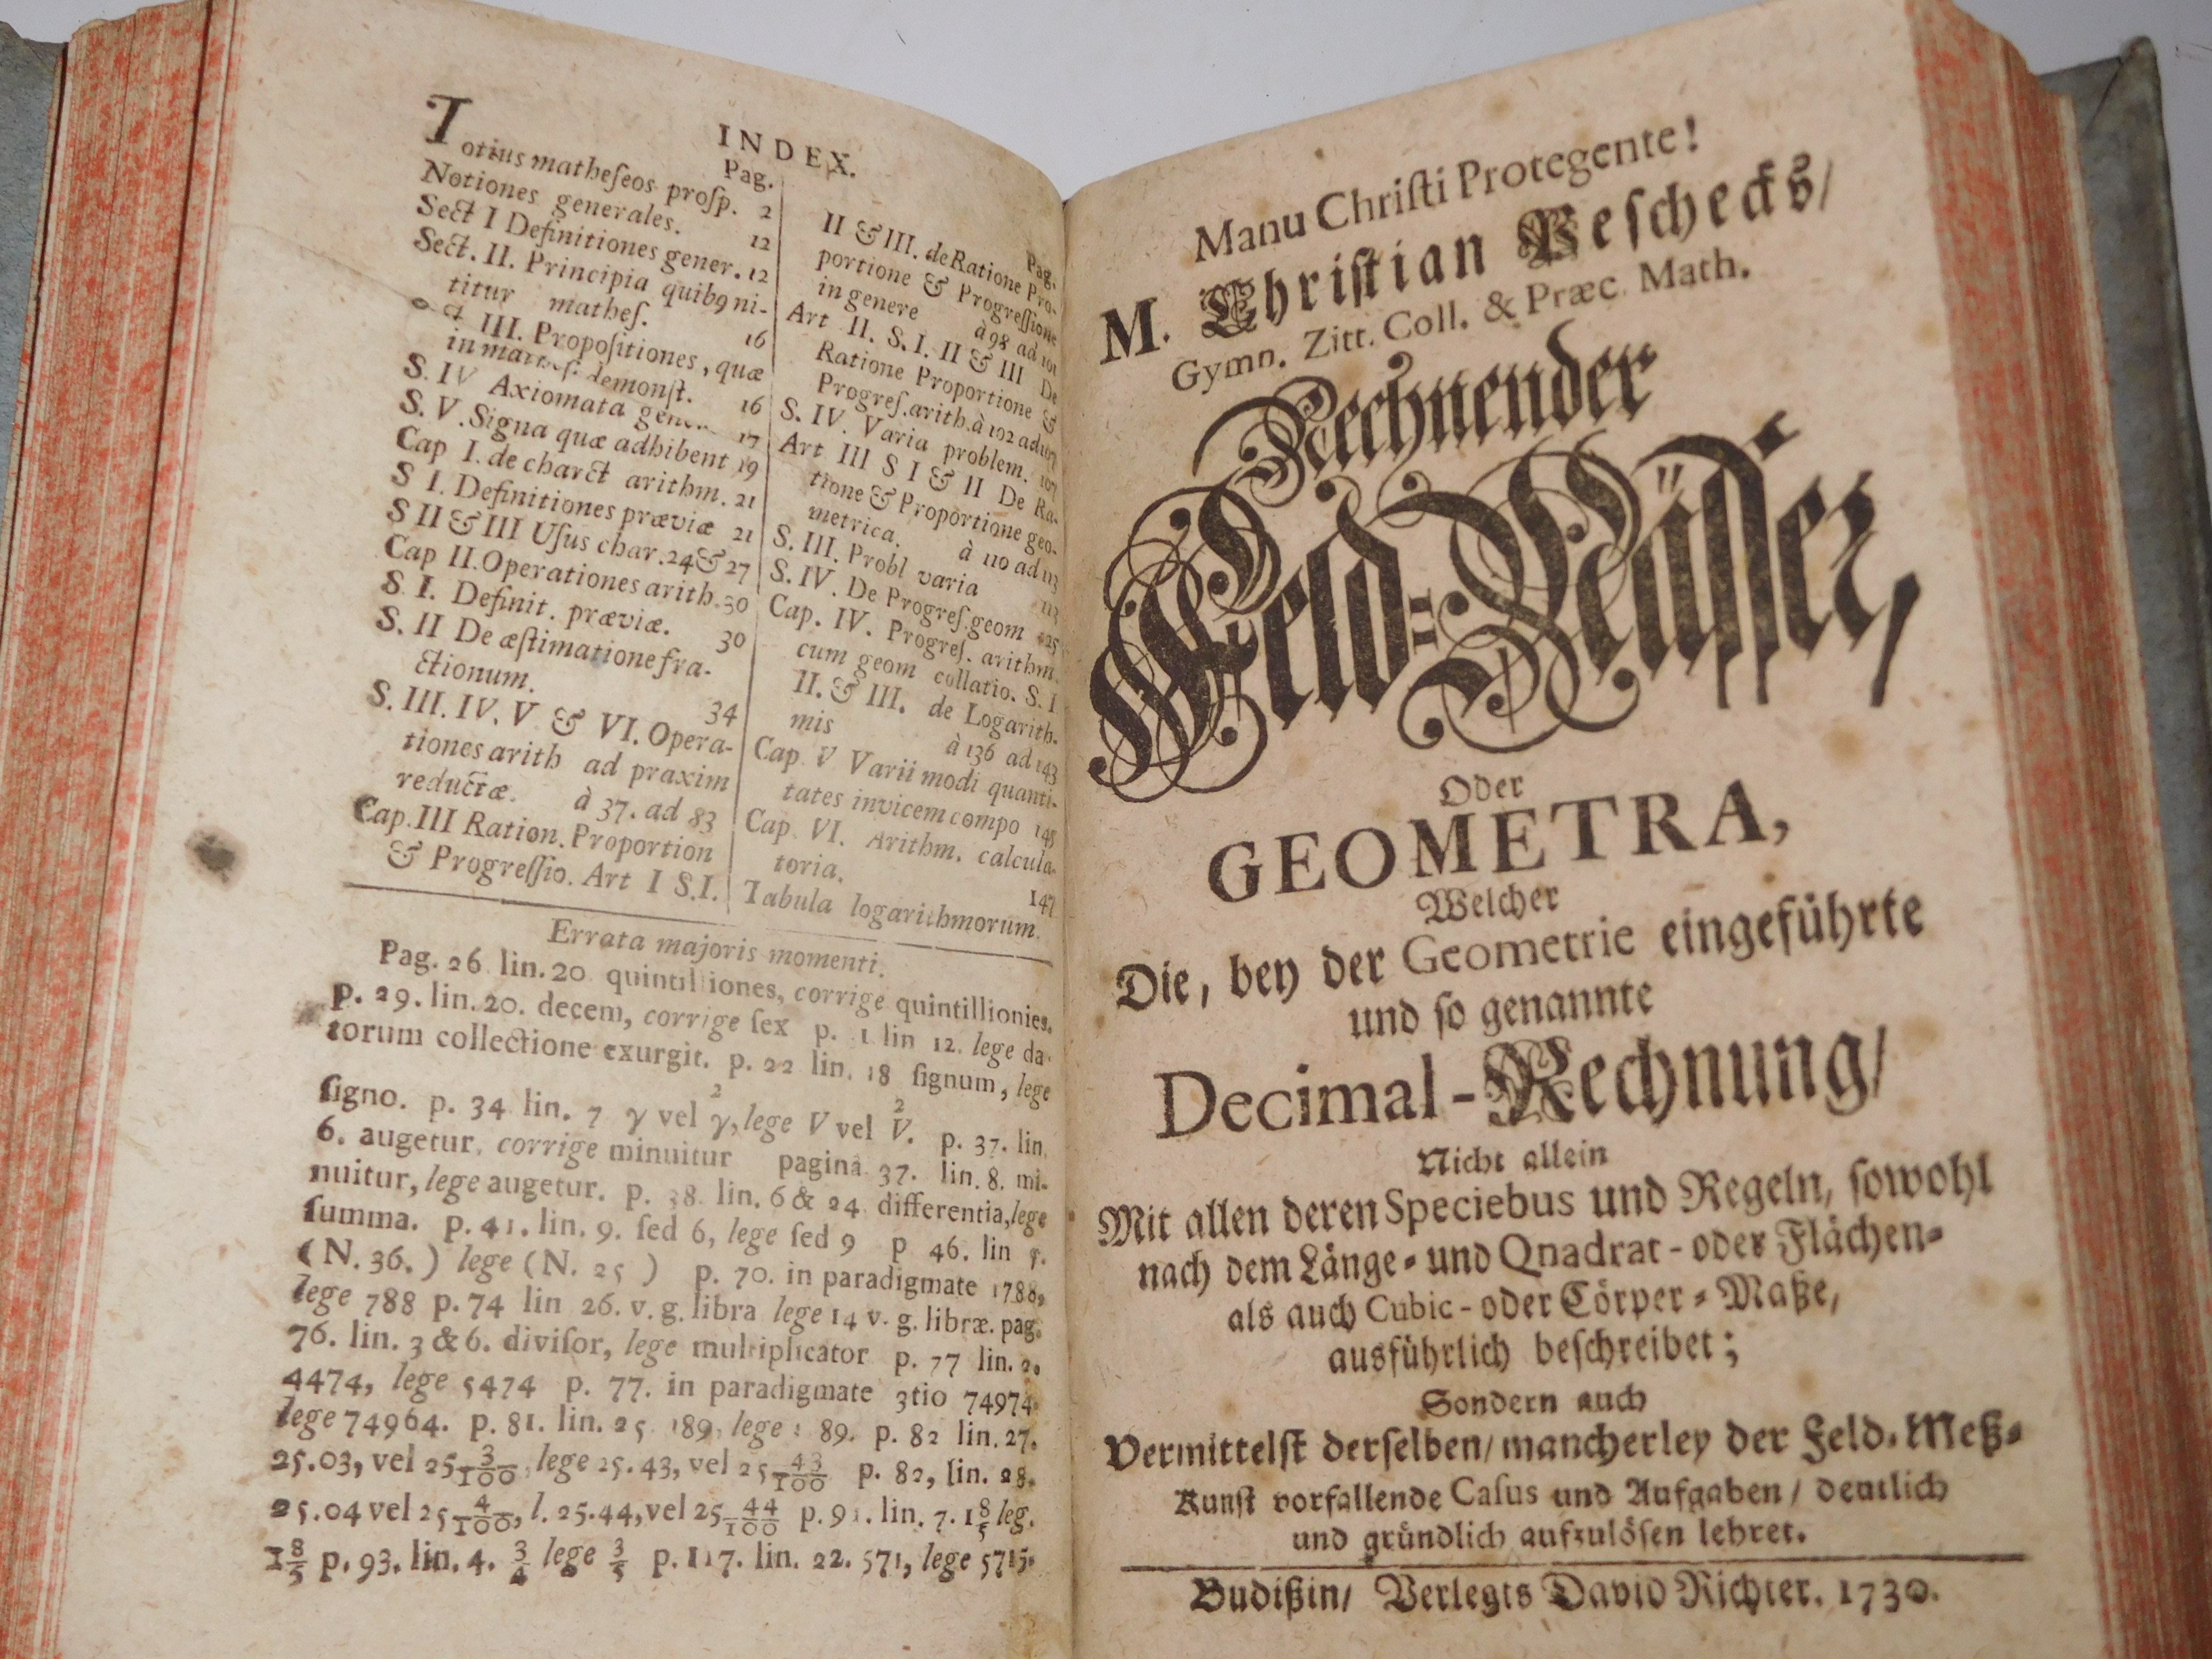 INDEX.
Pag.
Totius matheſeos proſp. 2
Notiones generales. 12
Sect I Definitiones gener. 12
Sect. II. Principia quib9 ni-
titur matheſ. 16
III. Propoſitiones, quæ
in demonſt. 16
S. IV Axiomata 17
S. V. Signa quæ adhibent 19
Cap I. de charct arithm. 21
S I. Definitiones præviæ 21
S II & III Uſus char. 24 & 27
Cap II. Operationes arith. 30
S. I. Definit. præviæ. 30
S. II De æſtimatione fra-
ctionum. 34
S. III. IV. V & VI. Opera-
tiones arith ad praxim
reductæ. à 37. ad 83
Cap. III Ration. Proportion
& Progreſſio. Art I S.I.
Pag.
II & III. de Ratione Pro-
portione & Progreſſione
in genere à 98 ad 101
Art II. S. I. II & III De
Ratione Proportione &
Progreſ. arith. à 102 ad 107
S. IV. Varia problem. 107
Art III S I & II De Ra-
tione & Proportione geo-
metrica. à 110 ad 113
S. III. Probl varia 113
S. IV. De Progreſ. geom 125
Cap. IV. Progreſ. arithm.
cum geom collatio. S. I
II. & III. de Logarith-
mis à 136 ad 143
Cap. V Varii modi quanti-
tates invicem compo 145
Cap. VI. Arithm. calcula-
toria. 147
Tabula logarithmorum.
Errata majoris momenti.
Pag. 26 lin. 20 quintilliones, corrige quintillionies.
p. 29. lin. 20. decem, corrige ſex p. 1 lin 12. lege da-
torum collectione exurgit. p. 22 lin. 18 ſignum, lege
ſigno. p. 34 lin. 7 γ vel γ², lege V vel V². p. 37. lin.
6. augetur, corrige minuitur paginâ 37. lin. 8. mi-
nuitur, lege augetur. p. 38. lin. 6 & 24 differentia, lege
ſumma. p. 41. lin. 9. ſed 6, lege ſed 9 p 46. lin
(N. 36.) lege (N. 25 ) p. 70. in paradigmate 1788,
lege 788 p. 74 lin 26. v. g. libra lege 14 v. g. libræ. pag.
76. lin. 3 & 6. diviſor, lege multiplicator p. 77 lin. 2.
4474, lege 5474 p. 77. in paradigmate 3tio 74974
lege 74964. p. 81. lin. 25 189, lege 89. p. 82 lin. 27.
25.03, vel 25 3/100, lege 25.43, vel 25 43/100 p. 82, lin. 28.
25.04 vel 25 4/100, l. 25.44, vel 25 44/100 p. 91. lin. 7. 1 8/5 leg.
1 8/5 p. 93. lin. 4. 3/4 lege 3/5 p. 117. lin. 22. 571, lege 5715.
Manu Chriſti Protegente!
M. Chriſtian Peſchecks/
Gymn. Zitt. Coll. & Præc. Math.
Rechnender
Feld-Mäſſer,
Oder
GEOMETRA,
Welcher
Die, bey der Geometrie eingeführte
und ſo genannte
Decimal-Rechnung/
Nicht allein
Mit allen deren Speciebus und Regeln, ſowohl
nach dem Länge- und Qnadrat- oder Flächen-
als auch Cubic- oder Cörper-Maße,
ausführlich beſchreibet;
Sondern auch
Vermittelſt derſelben/ mancherley der Feld-Meß-
Kunſt vorfallende Caſus und Aufgaben/ deutlich
und gründlich aufzulöſen lehret.
Budißin/ Verlegts David Richter. 1730.